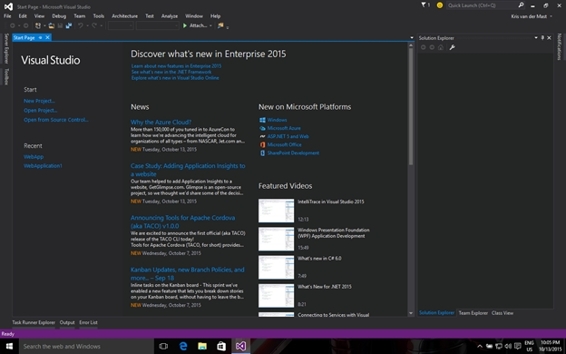 Start Page - Microsoft Visual Studio
Quick Launch (Ctrl+Q)
File Edit View Debug Team Tools Architecture Test Analyze Window Help
Kris van der Mast
Attach...
Server Explorer
Toolbox
Start Page
Visual Studio
Start
New Project...
Open Project...
Open from Source Control...
Recent
WebApp
WebApplication1
Discover what's new in Enterprise 2015
Learn about new features in Enterprise 2015
See what's new in the .NET Framework
Explore what's new in Visual Studio Online
News
Why the Azure Cloud?
More than 150,000 of you tuned in to AzureCon to
learn how we're advancing the intelligent cloud for
organizations of all types – from NASCAR, Jet.com an...
NEW Tuesday, October 13, 2015
Case Study: Adding Application Insights to
a website
Our team helped to add Application Insights to a
website, GetGlimpse.com. Glimpse is an open-source
project, so we thought we'd share some of the decisi...
NEW Tuesday, October 13, 2015
Announcing Tools for Apache Cordova
(aka TACO) v1.0.0
We are excited to announce the first official (aka TACO)
release of the TACO CLI today!
Tools for Apache Cordova (TACO, for short) provides...
NEW Wednesday, October 7, 2015
Kanban Updates, new Branch Policies, and
more... – Sep 18
Inline tasks on the Kanban board - This sprint we've
enabled a new feature that lets you break down stories
on your Kanban board, without having to leave the b...
NEW Wednesday, October 7, 2015
New on Microsoft Platforms
Windows
Microsoft Azure
ASP.NET 5 and Web
Microsoft Office
SharePoint Development
Featured Videos
IntelliTrace in Visual Studio 2015
12:13
Windows Presentation Foundation
(WPF) Application Development
15:49
What's new in C# 6.0
7:49
What's New for .NET 2015
8:21
Connecting to Services with Visual
Solution Explorer
Notifications
Solution Explorer Team Explorer Class View
Task Runner Explorer Output Error List
Ready
Search the web and Windows
ENG
US
10:05 PM
10/13/2015